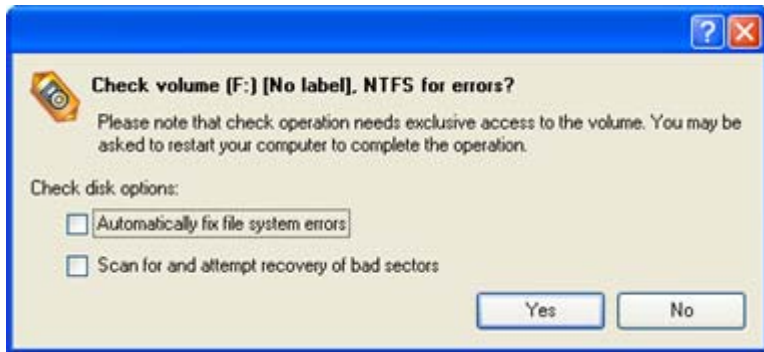 ?
Check volume (F:) [No label], NTFS for errors?
Please note that check operation needs exclusive access to the volume. You may be
asked to restart your computer to complete the operation.
Check disk options:
Automatically fix file system errors
Scan for and attempt recovery of bad sectors
Yes No